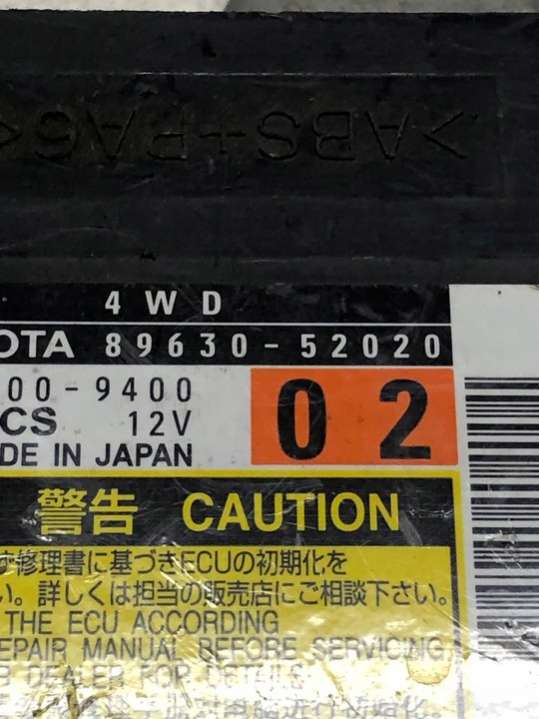 >ABS+PA6<
4WD
OTA 89630-52020
00-9400
CS 12V
02
DE IN JAPAN
警告 CAUTION
修理書に基づきECUの初期化を
い。詳しくは担当の販売店にご相談下さい。
THE ECU ACCORDING
EPAIR MANUAL BEFORE SERVICING.
R DEALER FOR DETAILS.